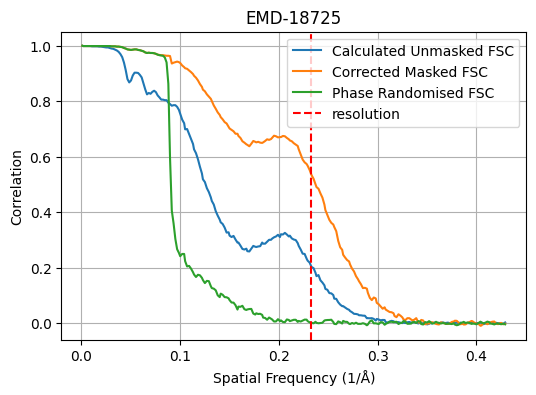 EMD-18725
Calculated Unmasked FSC
Corrected Masked FSC
Phase Randomised FSC
resolution
Correlation
1.0
0.8
0.6
0.4
0.2
0.0
0.0 0.1 0.2 0.3 0.4
Spatial Frequency (1/Å)